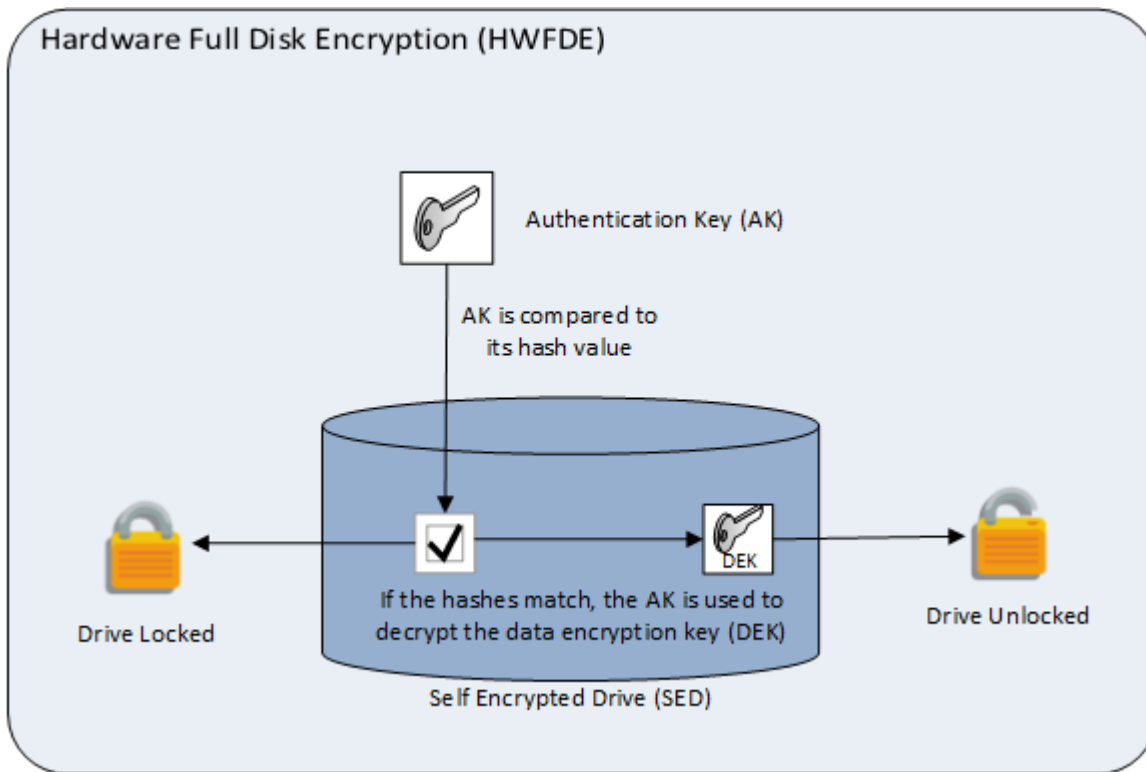 Hardware Full Disk Encryption (HWFDE)
Authentication Key (AK)
AK is compared to
its hash value
DEK
If the hashes match, the AK is used to
decrypt the data encryption key (DEK)
Drive Locked
Drive Unlocked
Self Encrypted Drive (SED)